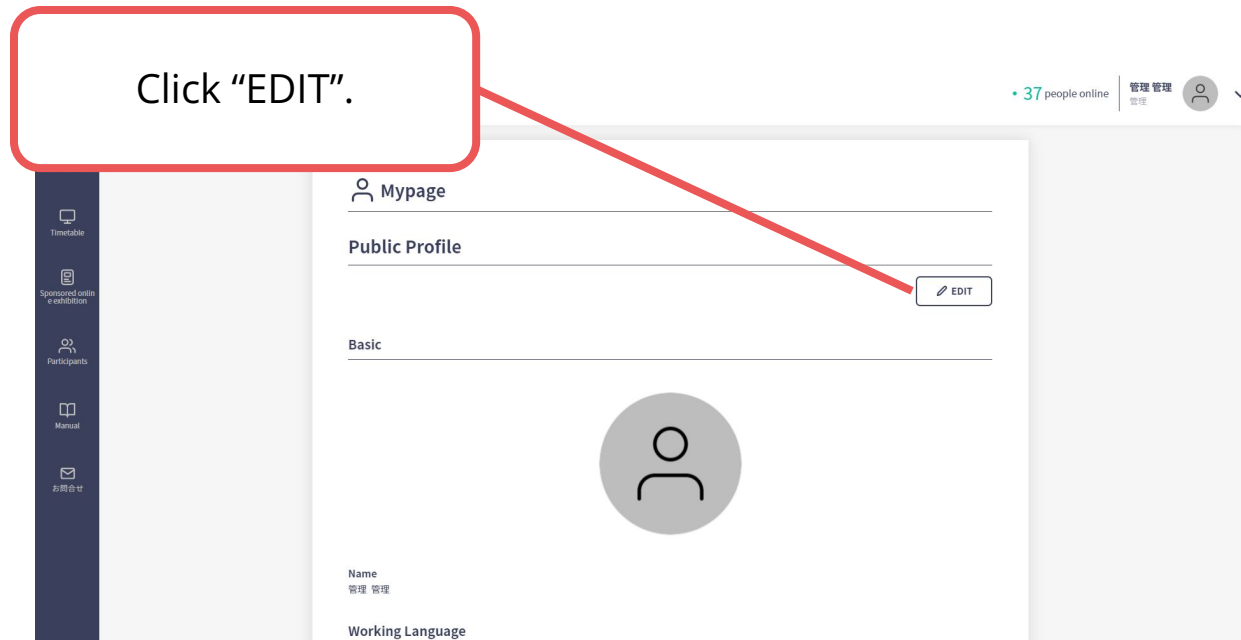 Click “EDIT”.
• 37 people online
管理 管理
管理
Timetable
Sponsored onlin
e exhibition
Participants
Manual
お問合せ
Mypage
Public Profile
EDIT
Basic
Name
管理 管理
Working Language